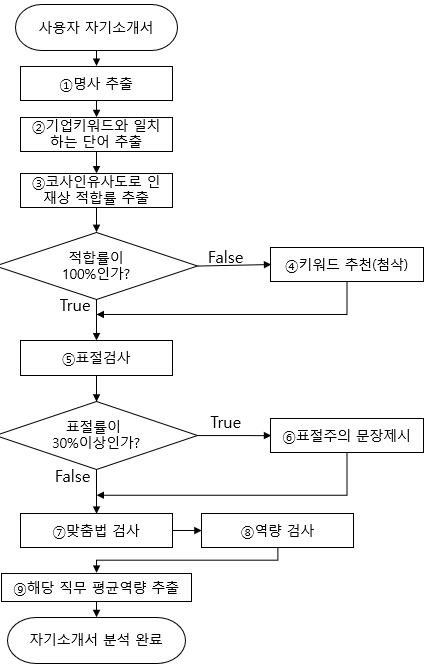 사용자 자기소개서
①명사 추출
②기업키워드와 일치
하는 단어 추출
③코사인유사도로 인
재상 적합률 추출
적합률이
100%인가?
False
④키워드 추천(첨삭)
True
⑤표절검사
표절률이
30%이상인가?
True
⑥표절주의 문장제시
False
⑦맞춤법 검사
⑧역량 검사
⑨해당 직무 평균역량 추출
자기소개서 분석 완료